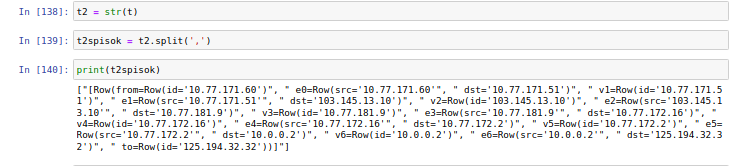 In [138]: t2 = str(t)
In [139]: t2spisok = t2.split(',')
In [140]: print(t2spisok)
["[Row(from=Row(id='10.77.171.60')", " e0=Row(src='10.77.171.60'", " dst='10.77.171.51')", " v1=Row(id='10.77.171.5
1')", " e1=Row(src='10.77.171.51'", " dst='103.145.13.10')", " v2=Row(id='103.145.13.10')", " e2=Row(src='103.145.1
3.10'", " dst='10.77.181.9')", " v3=Row(id='10.77.181.9')", " e3=Row(src='10.77.181.9'", " dst='10.77.172.16')", "
v4=Row(id='10.77.172.16')", " e4=Row(src='10.77.172.16'", " dst='10.77.172.2')", " v5=Row(id='10.77.172.2')", " e5=
Row(src='10.77.172.2'", " dst='10.0.0.2')", " v6=Row(id='10.0.0.2')", " e6=Row(src='10.0.0.2'", " dst='125.194.32.3
2')", " to=Row(id='125.194.32.32'))]"]